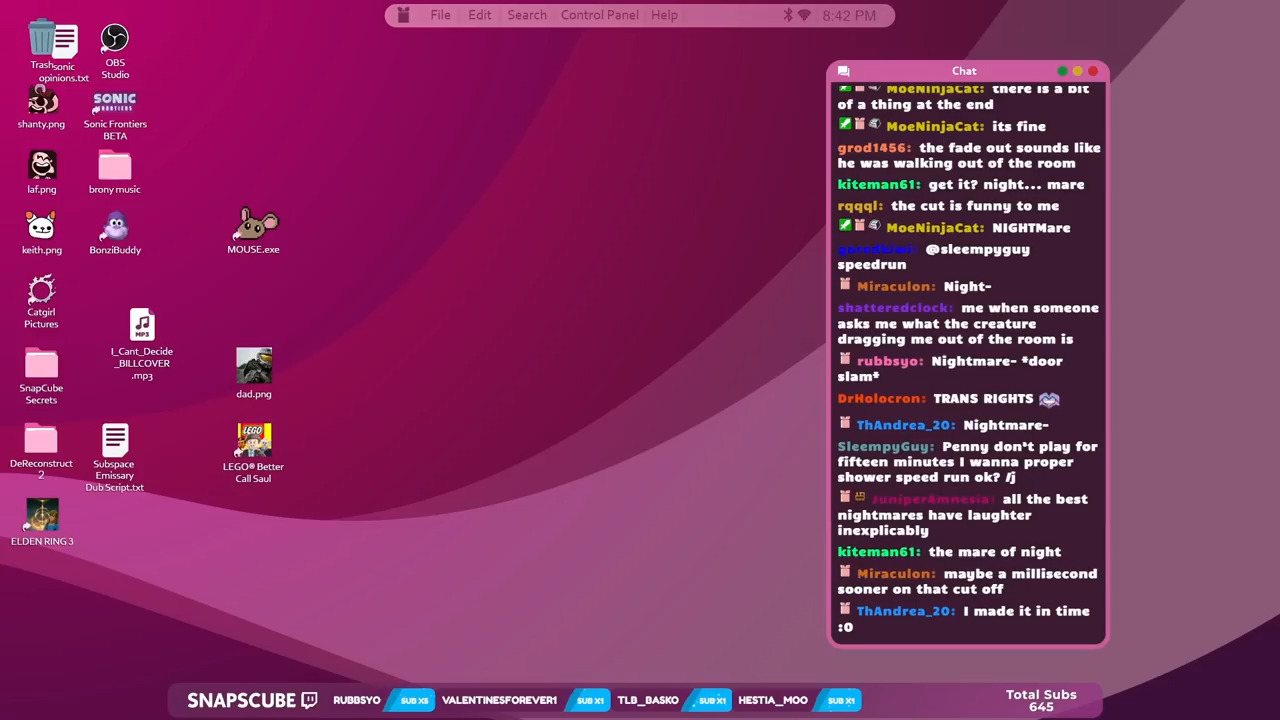 File Edit Search Control Panel Help 8:42 PM
Trash
sonic
opinions.txt
OBS
Studio
shanty.png
SONIC
FRONTIERS
Sonic Frontiers
BETA
laf.png
brony music
keith.png
BonziBuddy
MOUSE.exe
Catgirl
Pictures
MP3
I_Cant_Decide
_BILLCOVER
.mp3
SnapCube
Secrets
dad.png
DeReconstruct
2
Subspace
Emissary
Dub Script.txt
LEGO
LEGO® Better
Call Saul
ELDEN RING 3
Chat
MoeNinjaCat: there is a bit
of a thing at the end
MoeNinjaCat: its fine
grod1456: the fade out sounds like
he was walking out of the room
kiteman61: get it? night... mare
rqqql: the cut is funny to me
MoeNinjaCat: NIGHTMare
@sleempyguy
speedrun
Miraculon: Night-
shatteredclock: me when someone
asks me what the creature
dragging me out of the room is
rubbsyo: Nightmare- *door
slam*
DrHolocron: TRANS RIGHTS
ThAndrea_20: Nightmare-
SleempyGuy: Penny don't play for
fifteen minutes I wanna proper
shower speed run ok? /j
JuniperAmnesia: all the best
nightmares have laughter
inexplicably
kiteman61: the mare of night
Miraculon: maybe a millisecond
sooner on that cut off
ThAndrea_20: I made it in time
:0
SNAPSCUBE RUBBSYO SUB X5 VALENTINESFOREVER1 SUB X1 TLB_BASKO SUB X1 HESTIA_MOO SUB X1
Total Subs
645